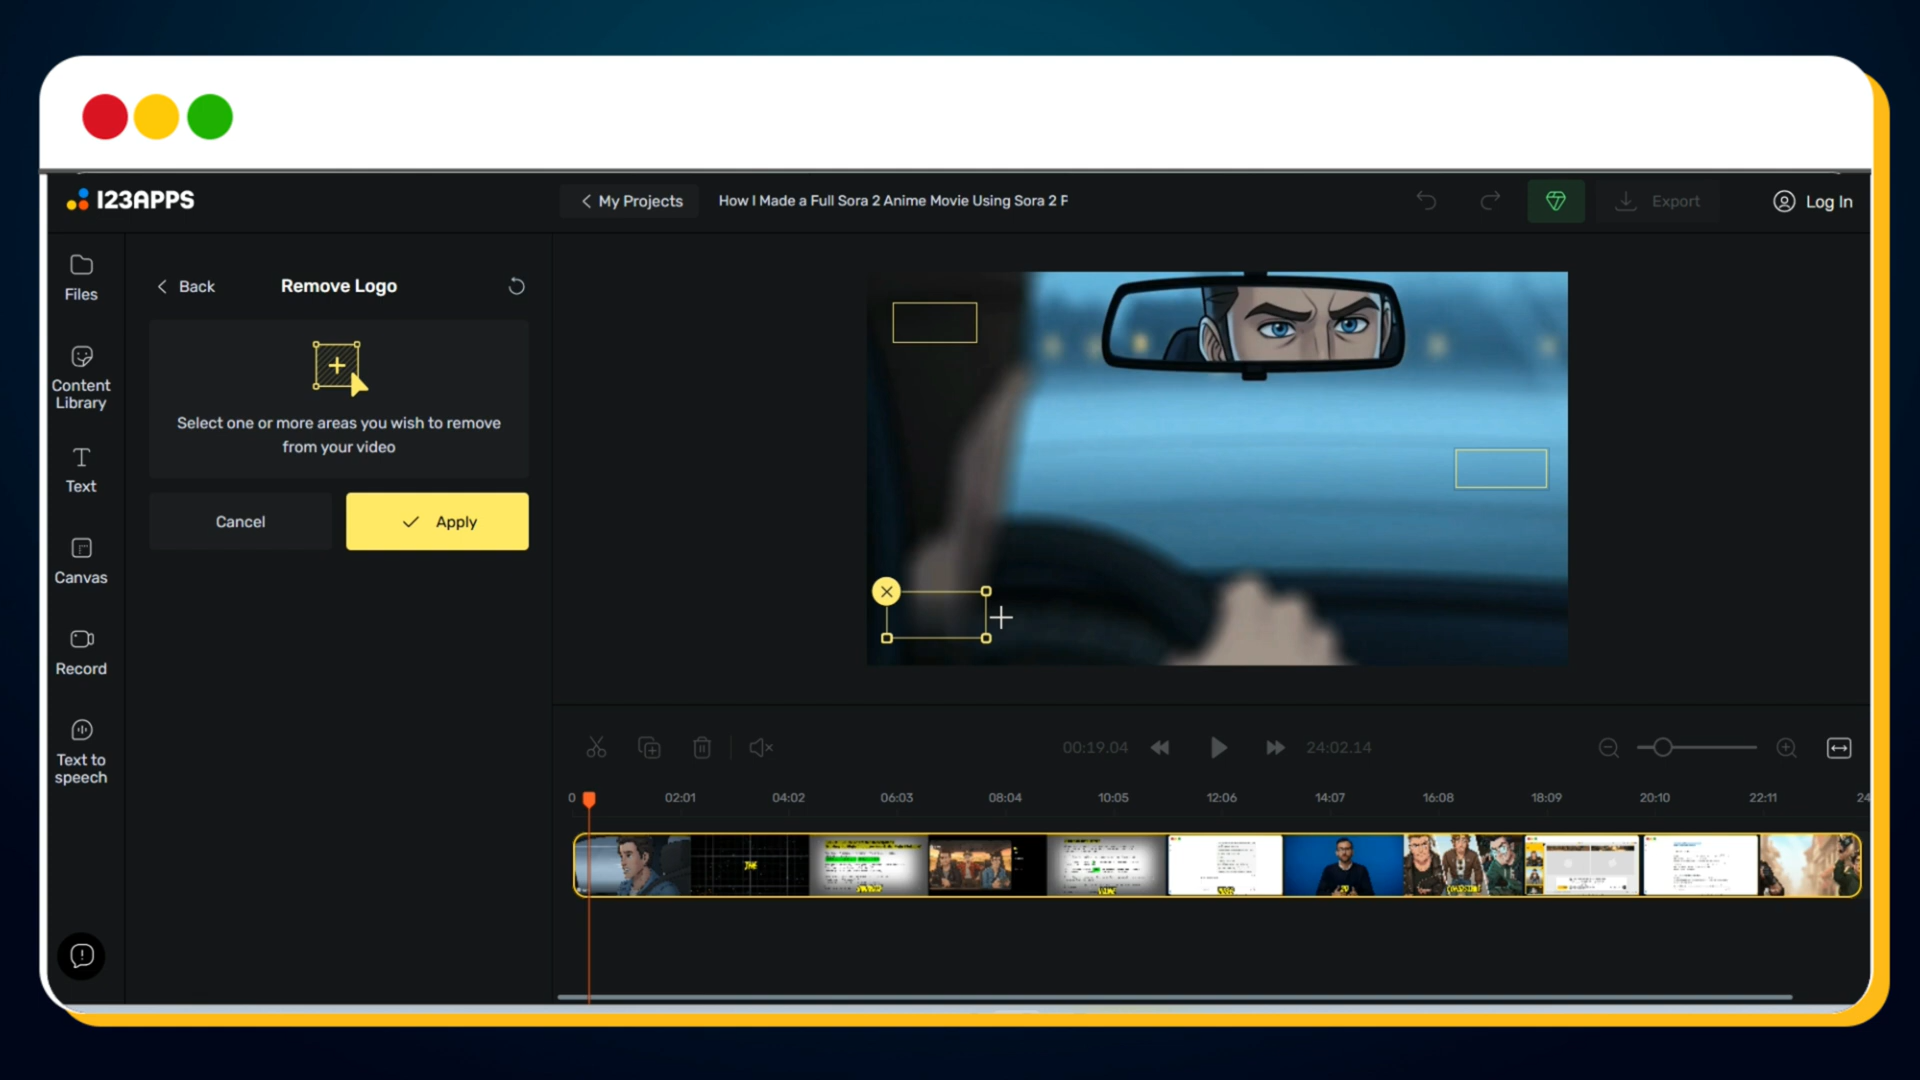 123APPS
My Projects
How I Made a Full Sora 2 Anime Movie Using Sora 2 P
Export
Log In
Files
Back
Remove Logo
Content
Library
Select one or more areas you wish to remove
from your video
Text
Cancel
Apply
Canvas
Record
Text to
speech
00:19.04
24:02.14
0
02:01
04:02
06:03
08:04
10:05
12:06
14:07
16:08
18:09
20:10
22:11
24
THE